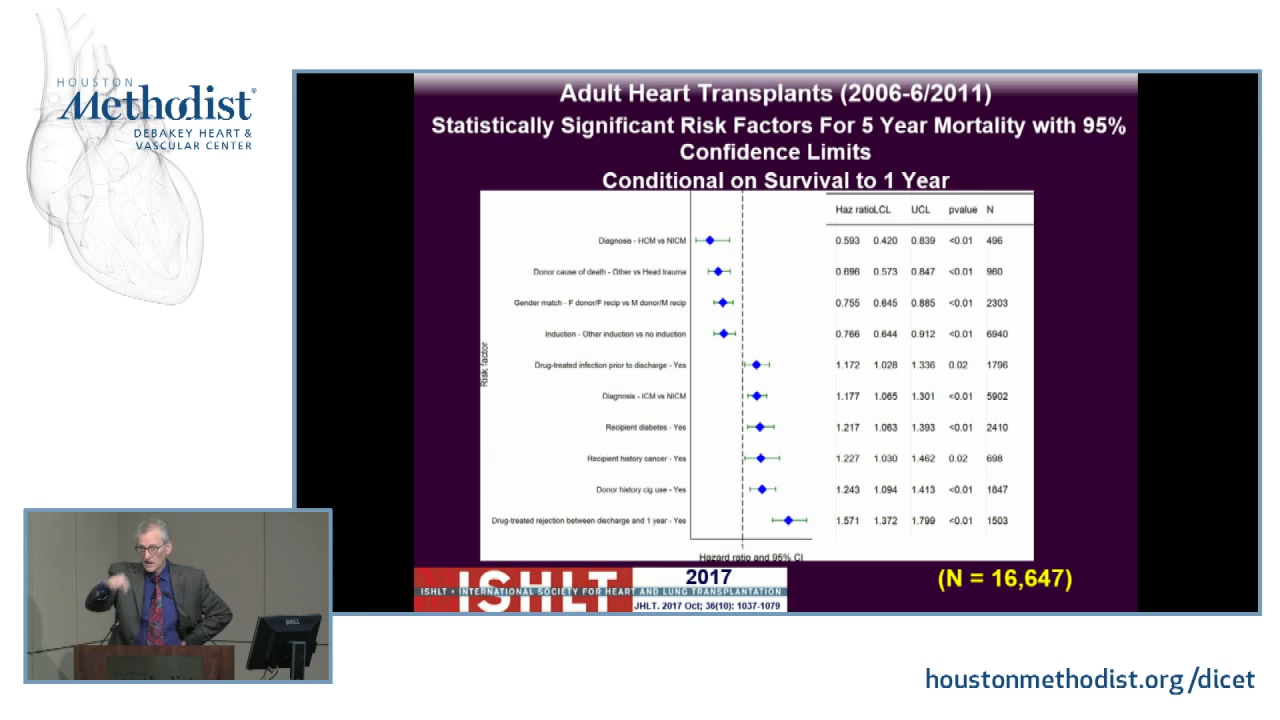 HOUSTON
Methodist®
DEBAKEY HEART &
VASCULAR CENTER
Adult Heart Transplants (2006-6/2011)
Statistically Significant Risk Factors For 5 Year Mortality with 95%
Confidence Limits
Conditional on Survival to 1 Year
Haz ratioLCL UCL pvalue N
Diagnosis - HCM vs NICM 0.593 0.420 0.839 <0.01 496
Donor cause of death - Other vs Head trauma 0.696 0.573 0.847 <0.01 960
Gender match - F donor/F recip vs M donor/M recip 0.755 0.645 0.885 <0.01 2303
Induction - Other induction vs no induction 0.766 0.644 0.912 <0.01 6940
Drug-treated infection prior to discharge - Yes 1.172 1.028 1.336 0.02 1796
Diagnosis - ICM vs NICM 1.177 1.065 1.301 <0.01 5902
Recipient diabetes - Yes 1.217 1.063 1.393 <0.01 2410
Recipient history cancer - Yes 1.227 1.030 1.462 0.02 698
Donor history cig use - Yes 1.243 1.094 1.413 <0.01 1847
Drug-treated rejection between discharge and 1 year - Yes 1.571 1.372 1.799 <0.01 1503
Risk factor
1
Hazard ratio and 95% CI
ISHLT
2017
ISHLT • INTERNATIONAL SOCIETY FOR HEART AND LUNG TRANSPLANTATION
JHLT. 2017 Oct; 36(10): 1037-1079
(N = 16,647)
DELL
houstonmethodist.org/dicet